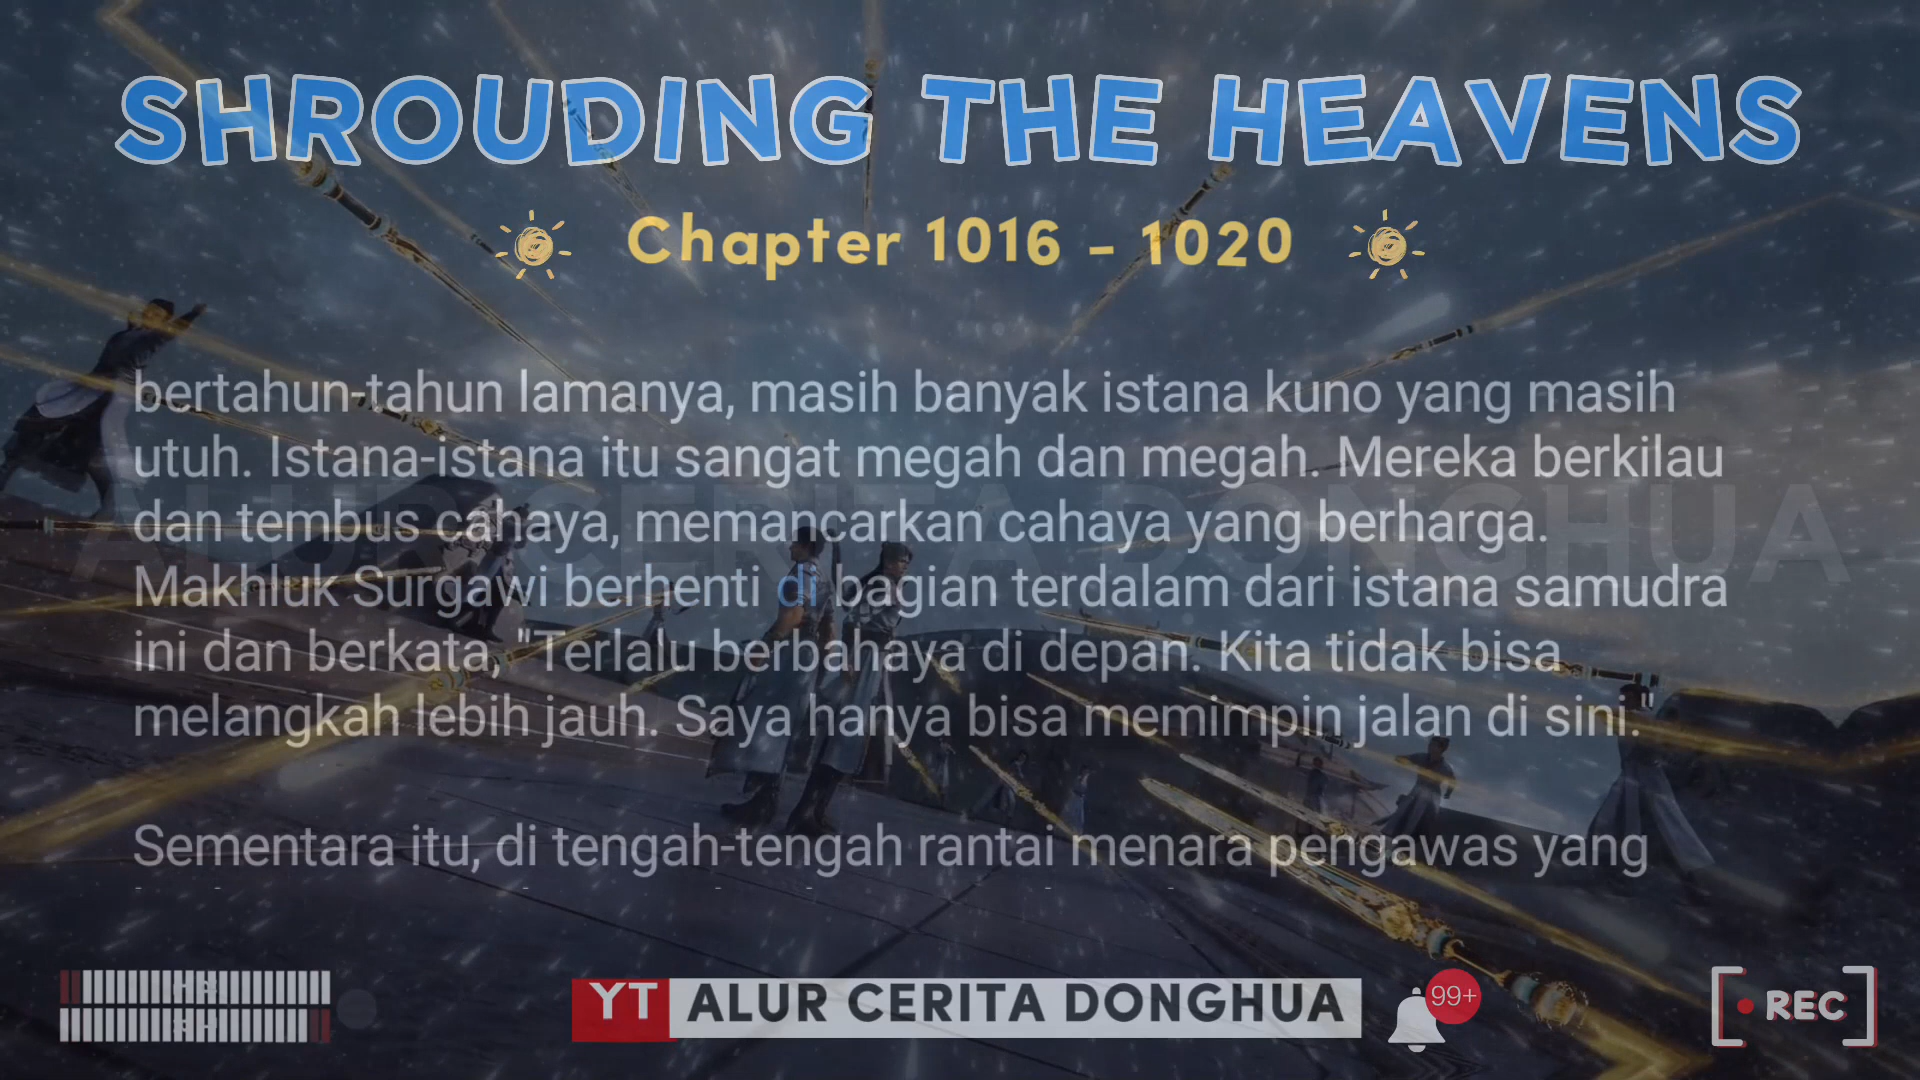 SHROUDING THE HEAVENS
Chapter 1016 - 1020
bertahun-tahun lamanya, masih banyak istana kuno yang masih
utuh. Istana-istana itu sangat megah dan megah. Mereka berkilau
ALUR CERITA DONGHUA
dan tembus cahaya, memancarkan cahaya yang berharga.
Makhluk Surgawi berhenti di bagian terdalam dari istana samudra
ini dan berkata, "Terlalu berbahaya di depan. Kita tidak bisa
melangkah lebih jauh. Saya hanya bisa memimpin jalan di sini."
Sementara itu, di tengah-tengah rantai menara pengawas yang
YT ALUR CERITA DONGHUA
99+
REC